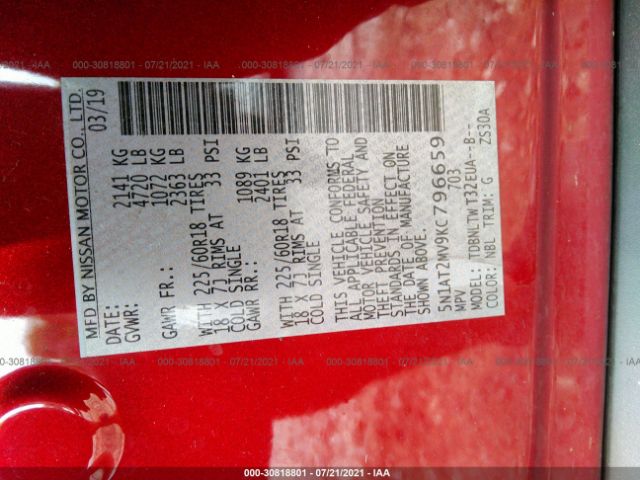 000-30818801 - 07/21/2021 - IAA
MFD BY NISSAN MOTOR CO., LTD.
DATE: 03/19
GVWR: 2141 KG
4720 LB
GAWR FR.: 1072 KG
2363 LB
WITH 225/60R18 TIRES
18 X 7J RIMS AT 33 PSI
COLD SINGLE
GAWR RR.: 1089 KG
2401 LB
WITH 225/60R18 TIRES
18 X 7J RIMS AT 33 PSI
COLD SINGLE
THIS VEHICLE CONFORMS TO
ALL APPLICABLE FEDERAL
MOTOR VEHICLE SAFETY AND
THEFT PREVENTION
STANDARDS IN EFFECT ON
THE DATE OF MANUFACTURE
SHOWN ABOVE.
5N1AT2MV9KC796659
MPV 703
MODEL: TDBNLTWT32EUA--B--
COLOR: NBL TRIM: G ZS30A
000-30818801 - 07/21/2021 - IAA